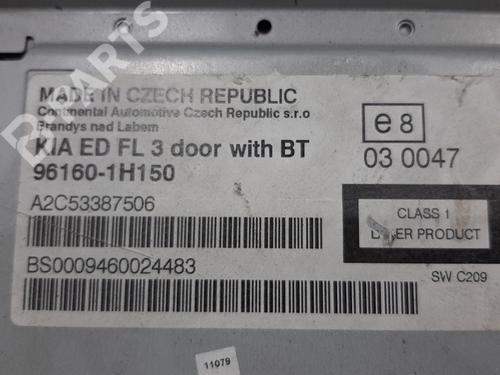 MADE IN CZECH REPUBLIC
Continental Automotive Czech Republic s.r.o
Brandys nad Labem
KIA ED FL 3 door with BT
96160-1H150
A2C53387506
BS0009460024483
e8
03 0047
CLASS 1
LASER PRODUCT
SW C209
11079